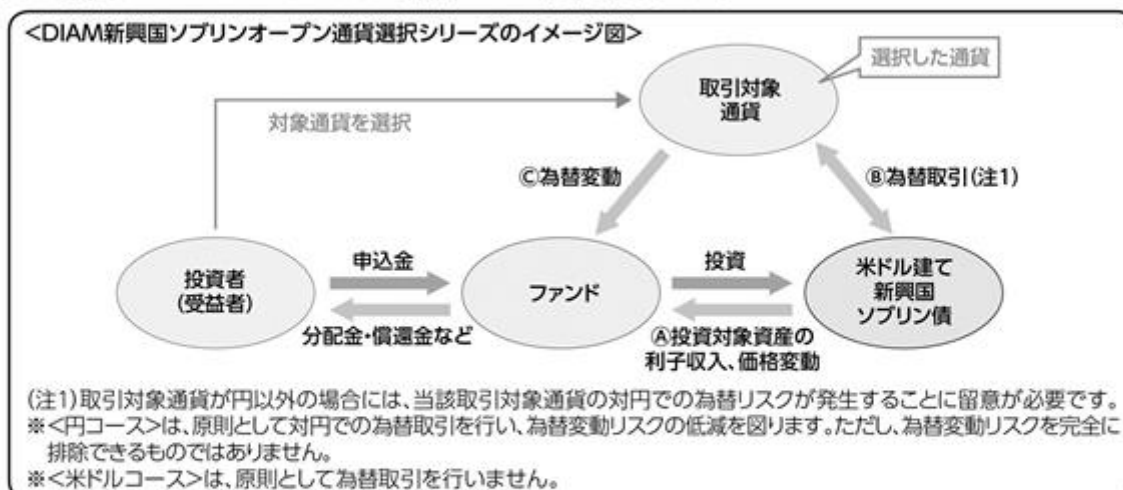 <DIAM新興国ソブリンオープン通貨選択シリーズのイメージ図>
選択した通貨
取引対象
通貨
対象通貨を選択
Ⓒ為替変動
Ⓑ為替取引(注1)
投資者
(受益者)
申込金
分配金・償還金など
ファンド
投資
Ⓐ投資対象資産の
利子収入、価格変動
米ドル建て
新興国
ソブリン債
(注1)取引対象通貨が円以外の場合には、当該取引対象通貨の対円での為替リスクが発生することに留意が必要です。
※<円コース>は、原則として対円での為替取引を行い、為替変動リスクの低減を図ります。ただし、為替変動リスクを完全に
排除できるものではありません。
※<米ドルコース>は、原則として為替取引を行いません。